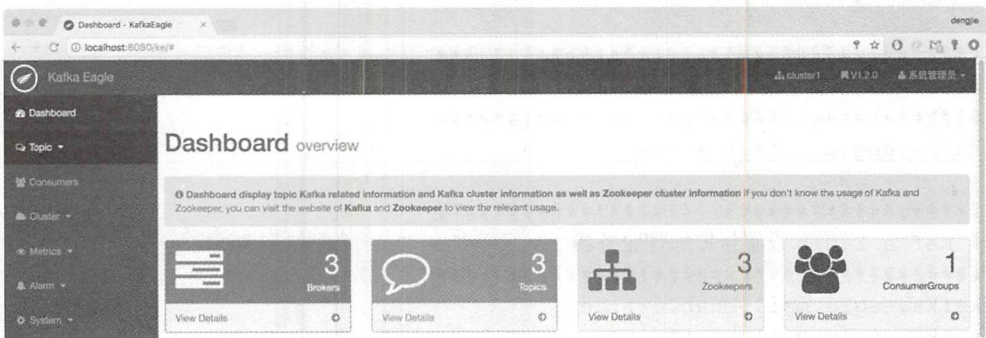 Dashboard - KafkaEagle
dengjie
localhost:8080/ke/#
Kafka Eagle
cluster1
V1.2.0
系统管理员
Dashboard
Topic
Consumers
Cluster
Metrics
Alarm
System
Dashboard overview
Dashboard display topic Kafka related information and Kafka cluster information as well as Zookeeper cluster information If you don't know the usage of Kafka and
Zookeeper, you can visit the website of Kafka and Zookeeper to view the relevant usage.
3
Brokers
View Details
3
Topics
View Details
3
Zookeepers
View Details
1
ConsumerGroups
View Details